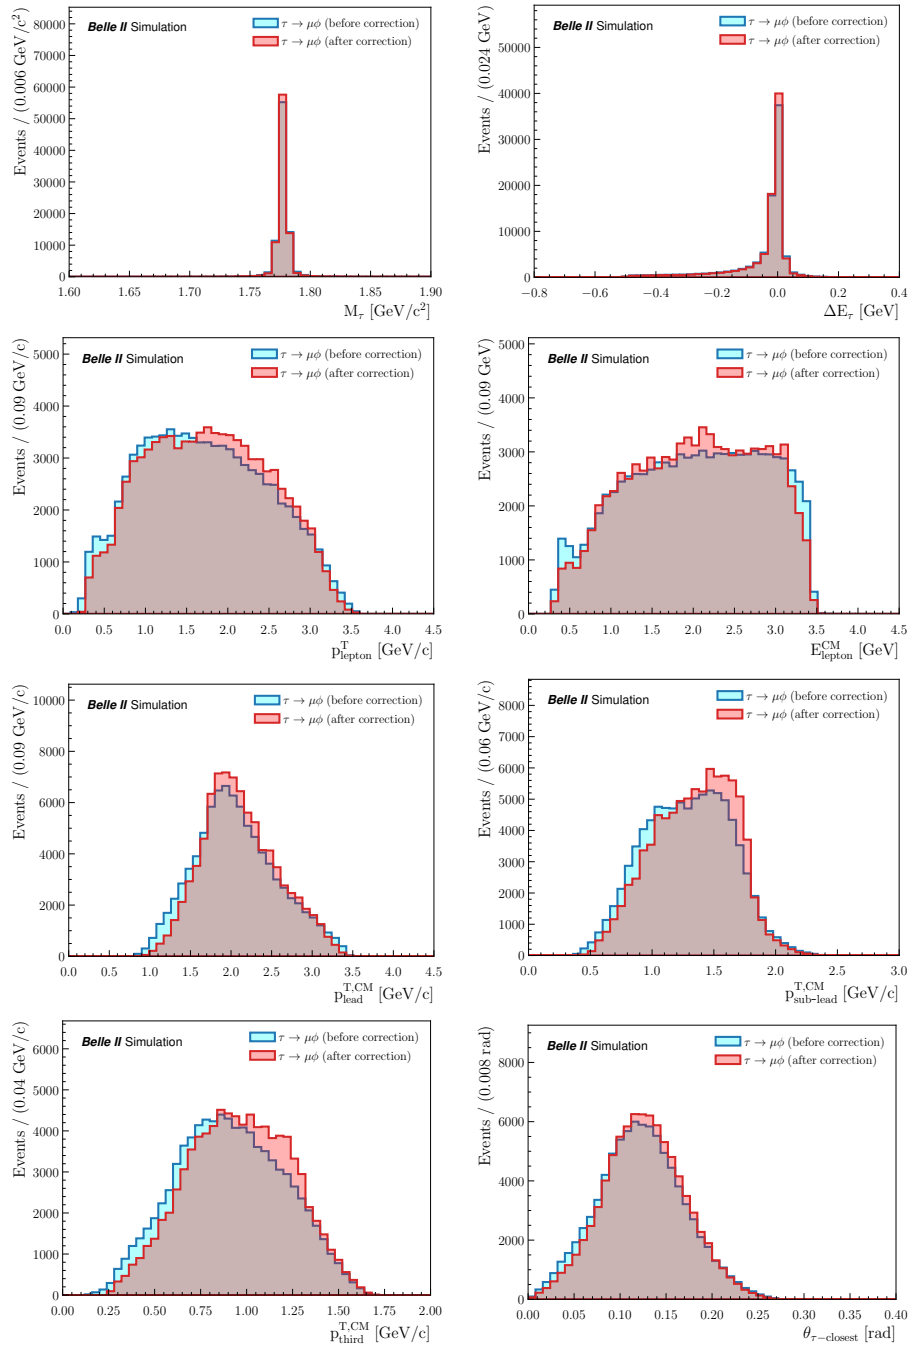 Events / (0.006 GeV/c²)
Belle II Simulation
τ → μϕ (before correction)
τ → μϕ (after correction)
80000
70000
60000
50000
40000
30000
20000
10000
0
1.60 1.65 1.70 1.75 1.80 1.85 1.90
M_τ [GeV/c²]
Events / (0.024 GeV)
Belle II Simulation
τ → μϕ (before correction)
τ → μϕ (after correction)
50000
40000
30000
20000
10000
0
−0.8 −0.6 −0.4 −0.2 0.0 0.2 0.4
ΔE_τ [GeV]
Events / (0.09 GeV/c)
Belle II Simulation
τ → μϕ (before correction)
τ → μϕ (after correction)
5000
4000
3000
2000
1000
0
0.0 0.5 1.0 1.5 2.0 2.5 3.0 3.5 4.0 4.5
p^T_lepton [GeV/c]
Events / (0.09 GeV)
Belle II Simulation
τ → μϕ (before correction)
τ → μϕ (after correction)
5000
4000
3000
2000
1000
0
0.0 0.5 1.0 1.5 2.0 2.5 3.0 3.5 4.0 4.5
E^CM_lepton [GeV]
Events / (0.09 GeV/c)
Belle II Simulation
τ → μϕ (before correction)
τ → μϕ (after correction)
10000
8000
6000
4000
2000
0
0.0 0.5 1.0 1.5 2.0 2.5 3.0 3.5 4.0 4.5
p^T,CM_lead [GeV/c]
Events / (0.06 GeV/c)
Belle II Simulation
τ → μϕ (before correction)
τ → μϕ (after correction)
8000
7000
6000
5000
4000
3000
2000
1000
0
0.0 0.5 1.0 1.5 2.0 2.5 3.0
p^T,CM_sub-lead [GeV/c]
Events / (0.04 GeV/c)
Belle II Simulation
τ → μϕ (before correction)
τ → μϕ (after correction)
6000
5000
4000
3000
2000
1000
0
0.00 0.25 0.50 0.75 1.00 1.25 1.50 1.75 2.00
p^T,CM_third [GeV/c]
Events / (0.008 rad)
Belle II Simulation
τ → μϕ (before correction)
τ → μϕ (after correction)
8000
6000
4000
2000
0
0.00 0.05 0.10 0.15 0.20 0.25 0.30 0.35 0.40
θ_τ−closest [rad]